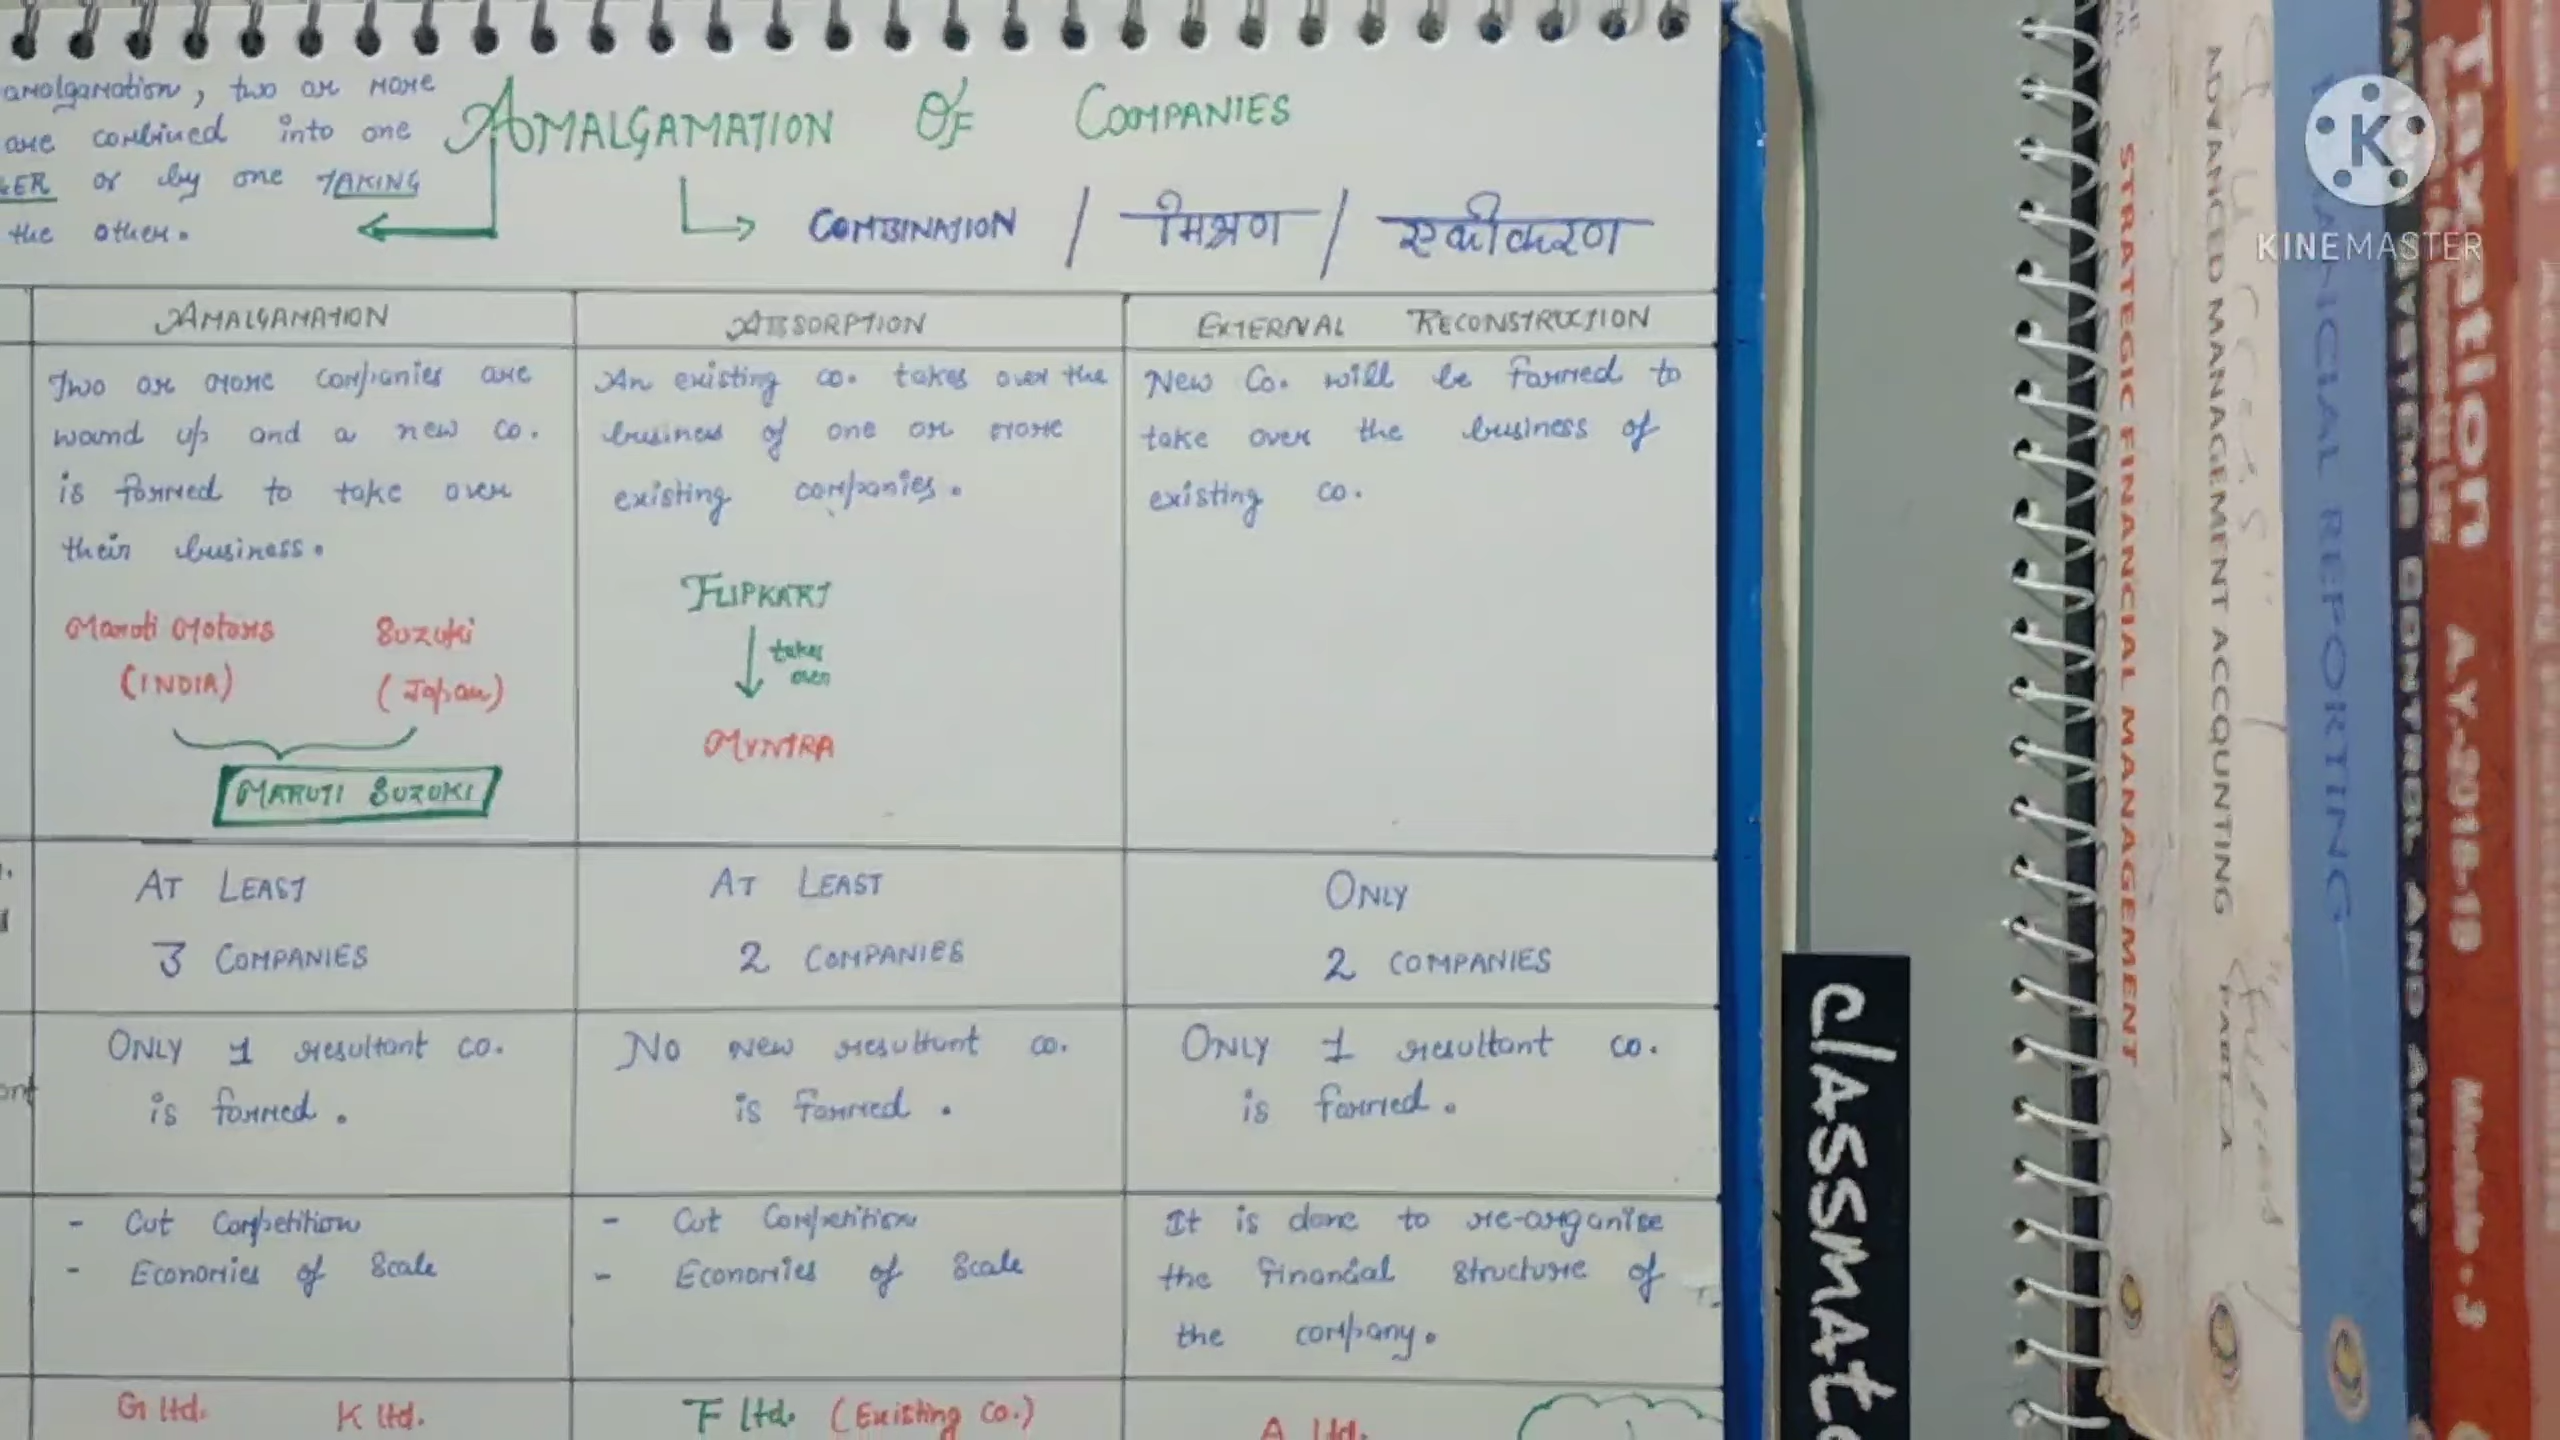 amalgamation, two or more
are combined into one
or by one TAKING
the other.
AMALGAMATION OF COMPANIES
COMBINATION / मिश्रण / एकीकरण
AMALGAMATION
Two or more companies are
wound up and a new co.
is formed to take over
their business.
Maruti Motors Suzuki
(INDIA) (Japan)
MARUTI SUZUKI
AT LEAST
3 COMPANIES
ONLY 1 resultant co.
is formed.
- Cut Competition
- Economies of Scale
G ltd. K ltd.
ABSORPTION
An existing co. takes over the
business of one or more
existing companies.
FLIPKART
takes
over
MYNTRA
AT LEAST
2 COMPANIES
No new resultant co.
is formed.
- Cut Competition
- Economies of Scale
F ltd. (Existing co.)
EXTERNAL RECONSTRUCTION
New Co. will be formed to
take over the business of
existing co.
ONLY
2 COMPANIES
ONLY 1 resultant co.
is formed.
It is done to re-organise
the financial structure of
the company.
A ltd.
classmate
STRATEGIC FINANCIAL MANAGEMENT
ADVANCED MANAGEMENT ACCOUNTING PART-A
Success
FINANCIAL REPORTING
SYSTEMS CONTROL AND AUDIT
Taxation A.Y.-2018-19 Module-3
K
KINEMASTER